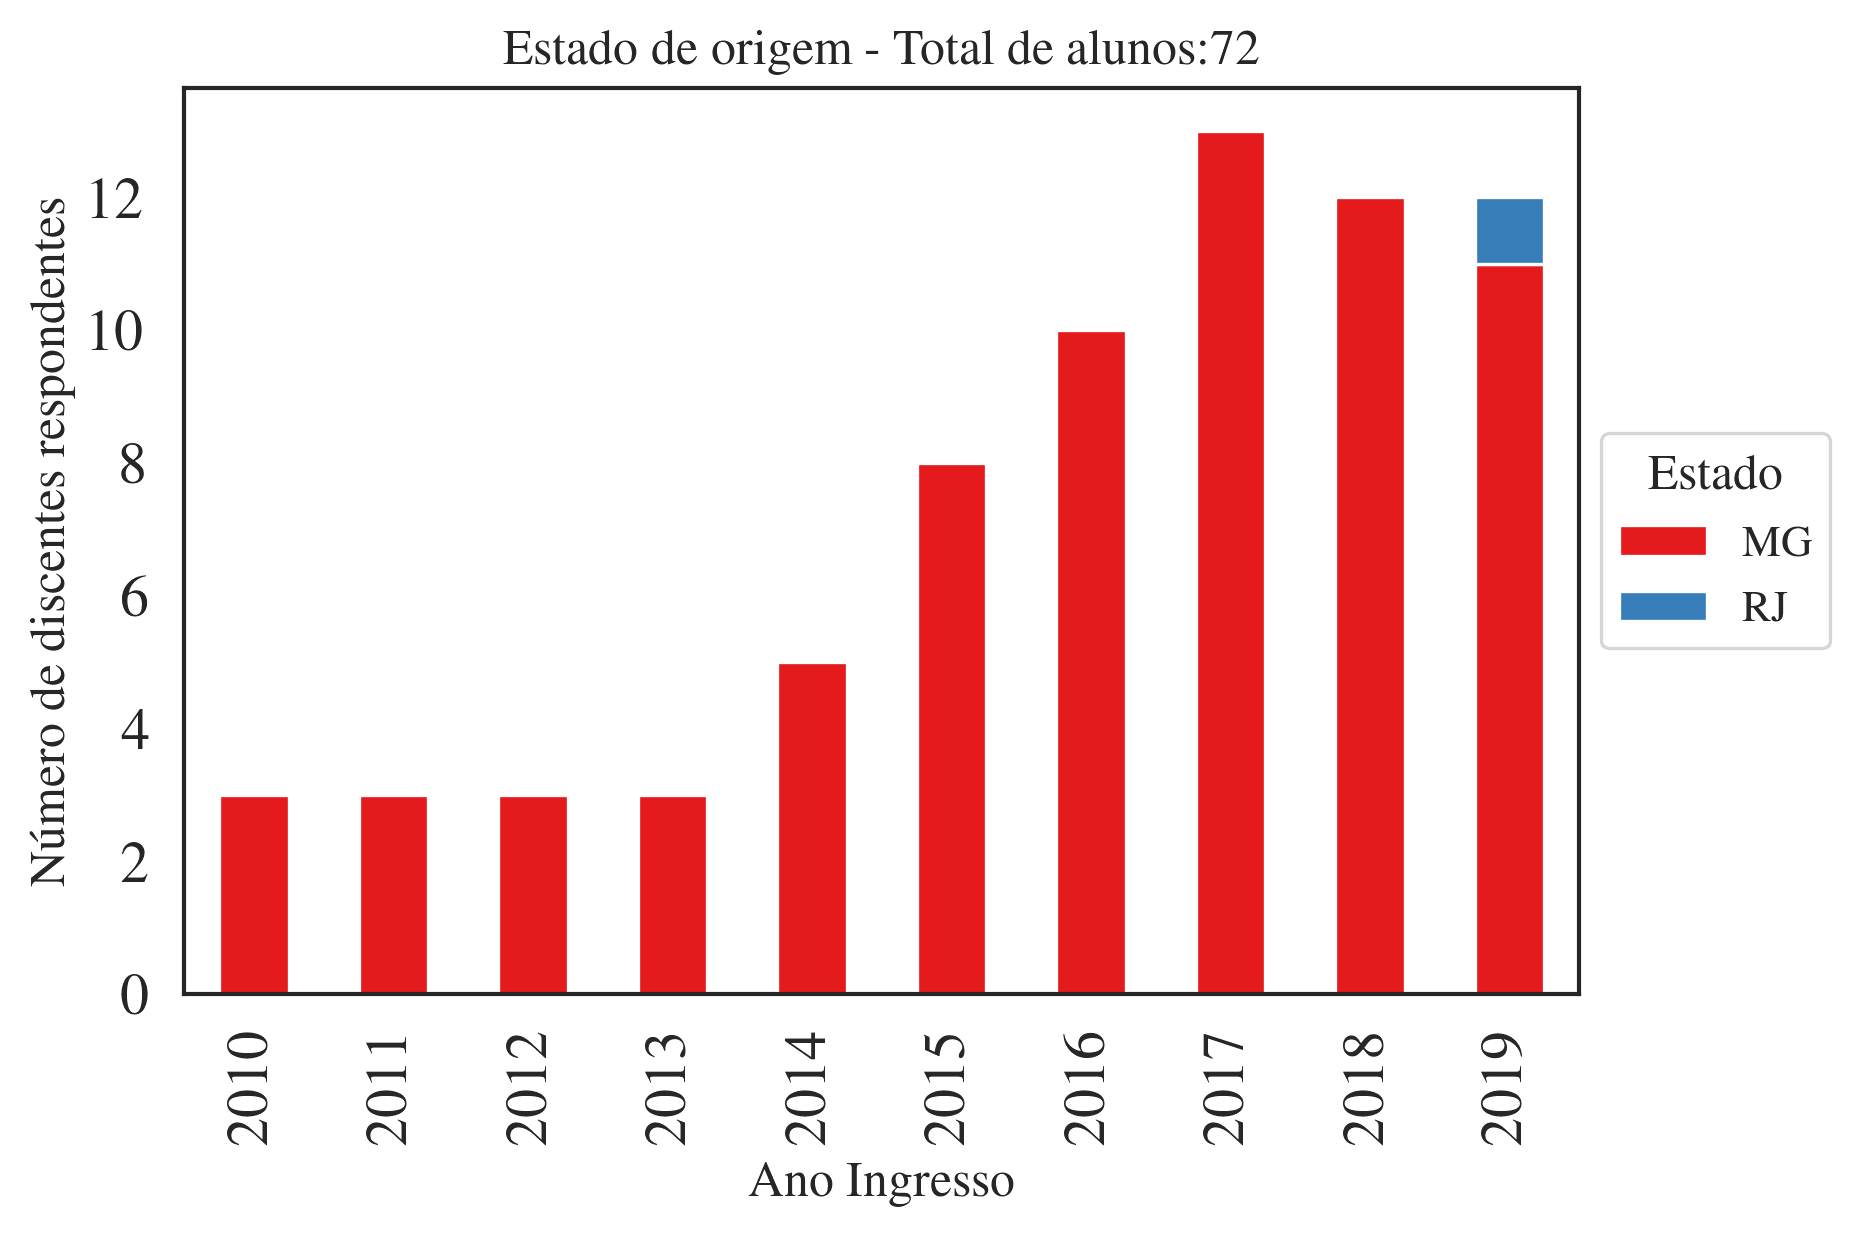 Estado de origem - Total de alunos:72
Número de discentes respondentes
12
10
8
6
4
2
0
2010
2011
2012
2013
2014
2015
2016
2017
2018
2019
Ano Ingresso
Estado
MG
RJ